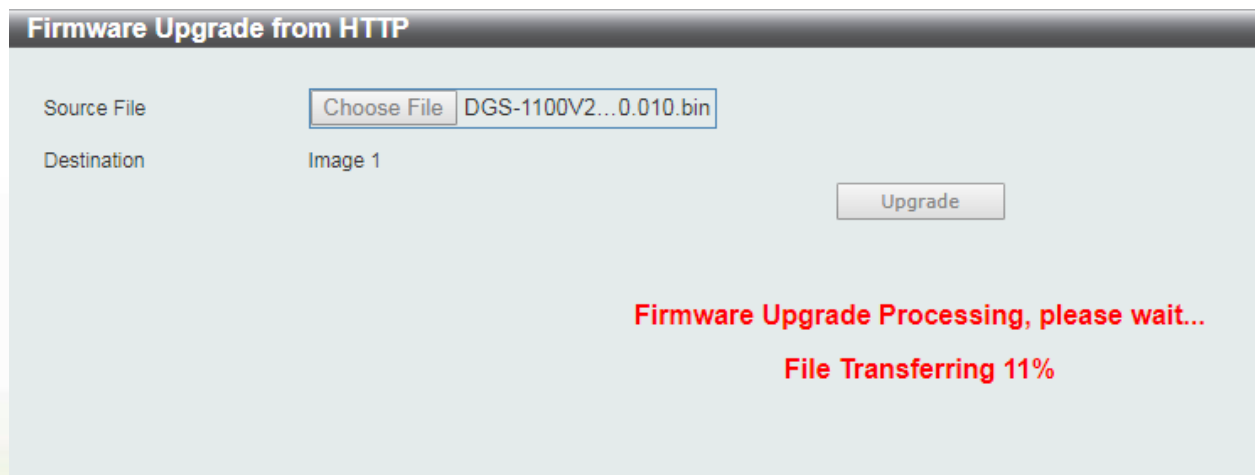 Firmware Upgrade from HTTP
Source File Choose File DGS-1100V2...0.010.bin
Destination Image 1
Upgrade
Firmware Upgrade Processing, please wait...
File Transferring 11%